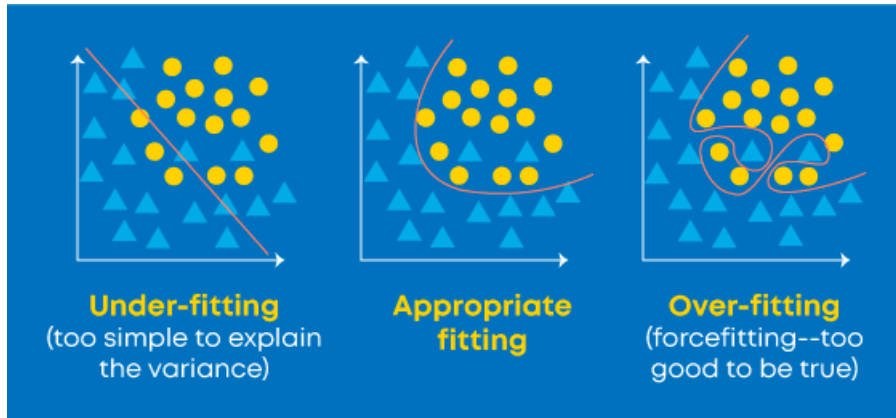 Under-fitting
(too simple to explain
the variance)
Appropriate
fitting
Over-fitting
(forcefitting--too
good to be true)